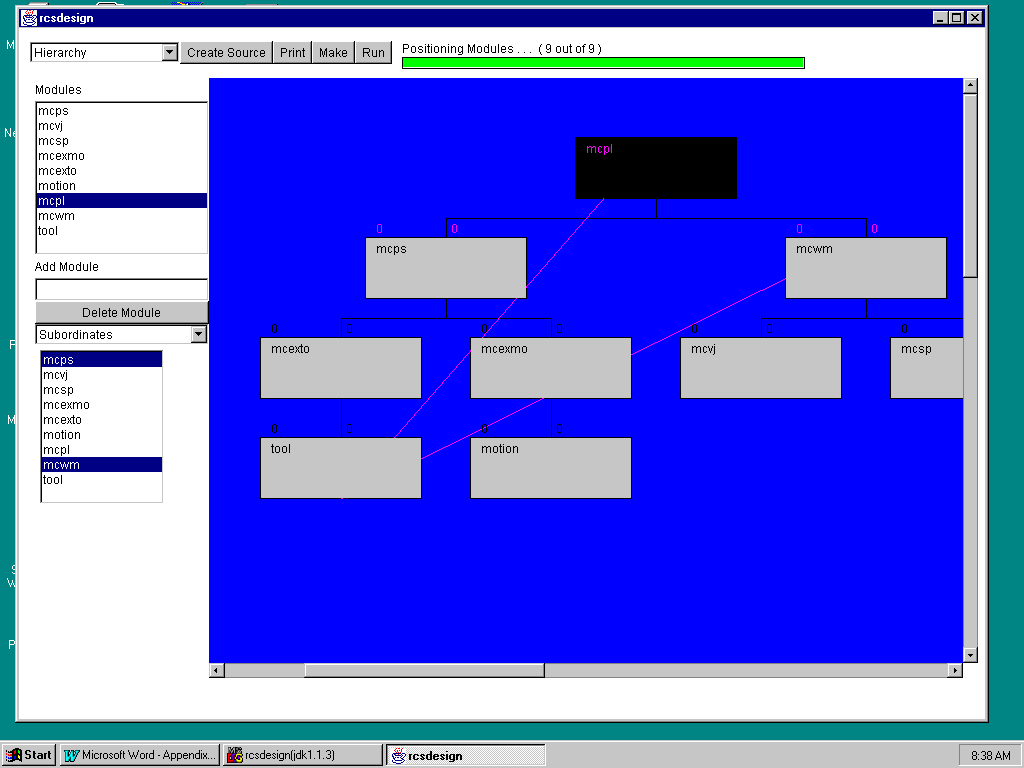 rcsdesign
Hierarchy
Create Source
Print
Make
Run
Positioning Modules . . . ( 9 out of 9 )
Modules
mcps
mcvj
mcsp
mcexmo
mcexto
motion
mcpl
mcwm
tool
Add Module
Delete Module
Subordinates
mcps
mcvj
mcsp
mcexmo
mcexto
motion
mcpl
mcwm
tool
mcpl
0 0 0 0
mcps mcwm
0 0 0 0 0 0 0
mcexto mcexmo mcvj mcsp
0 0 0 0
tool motion
Start
Microsoft Word - Appendix...
rcsdesign(jdk1.1.3)
rcsdesign
8:38 AM